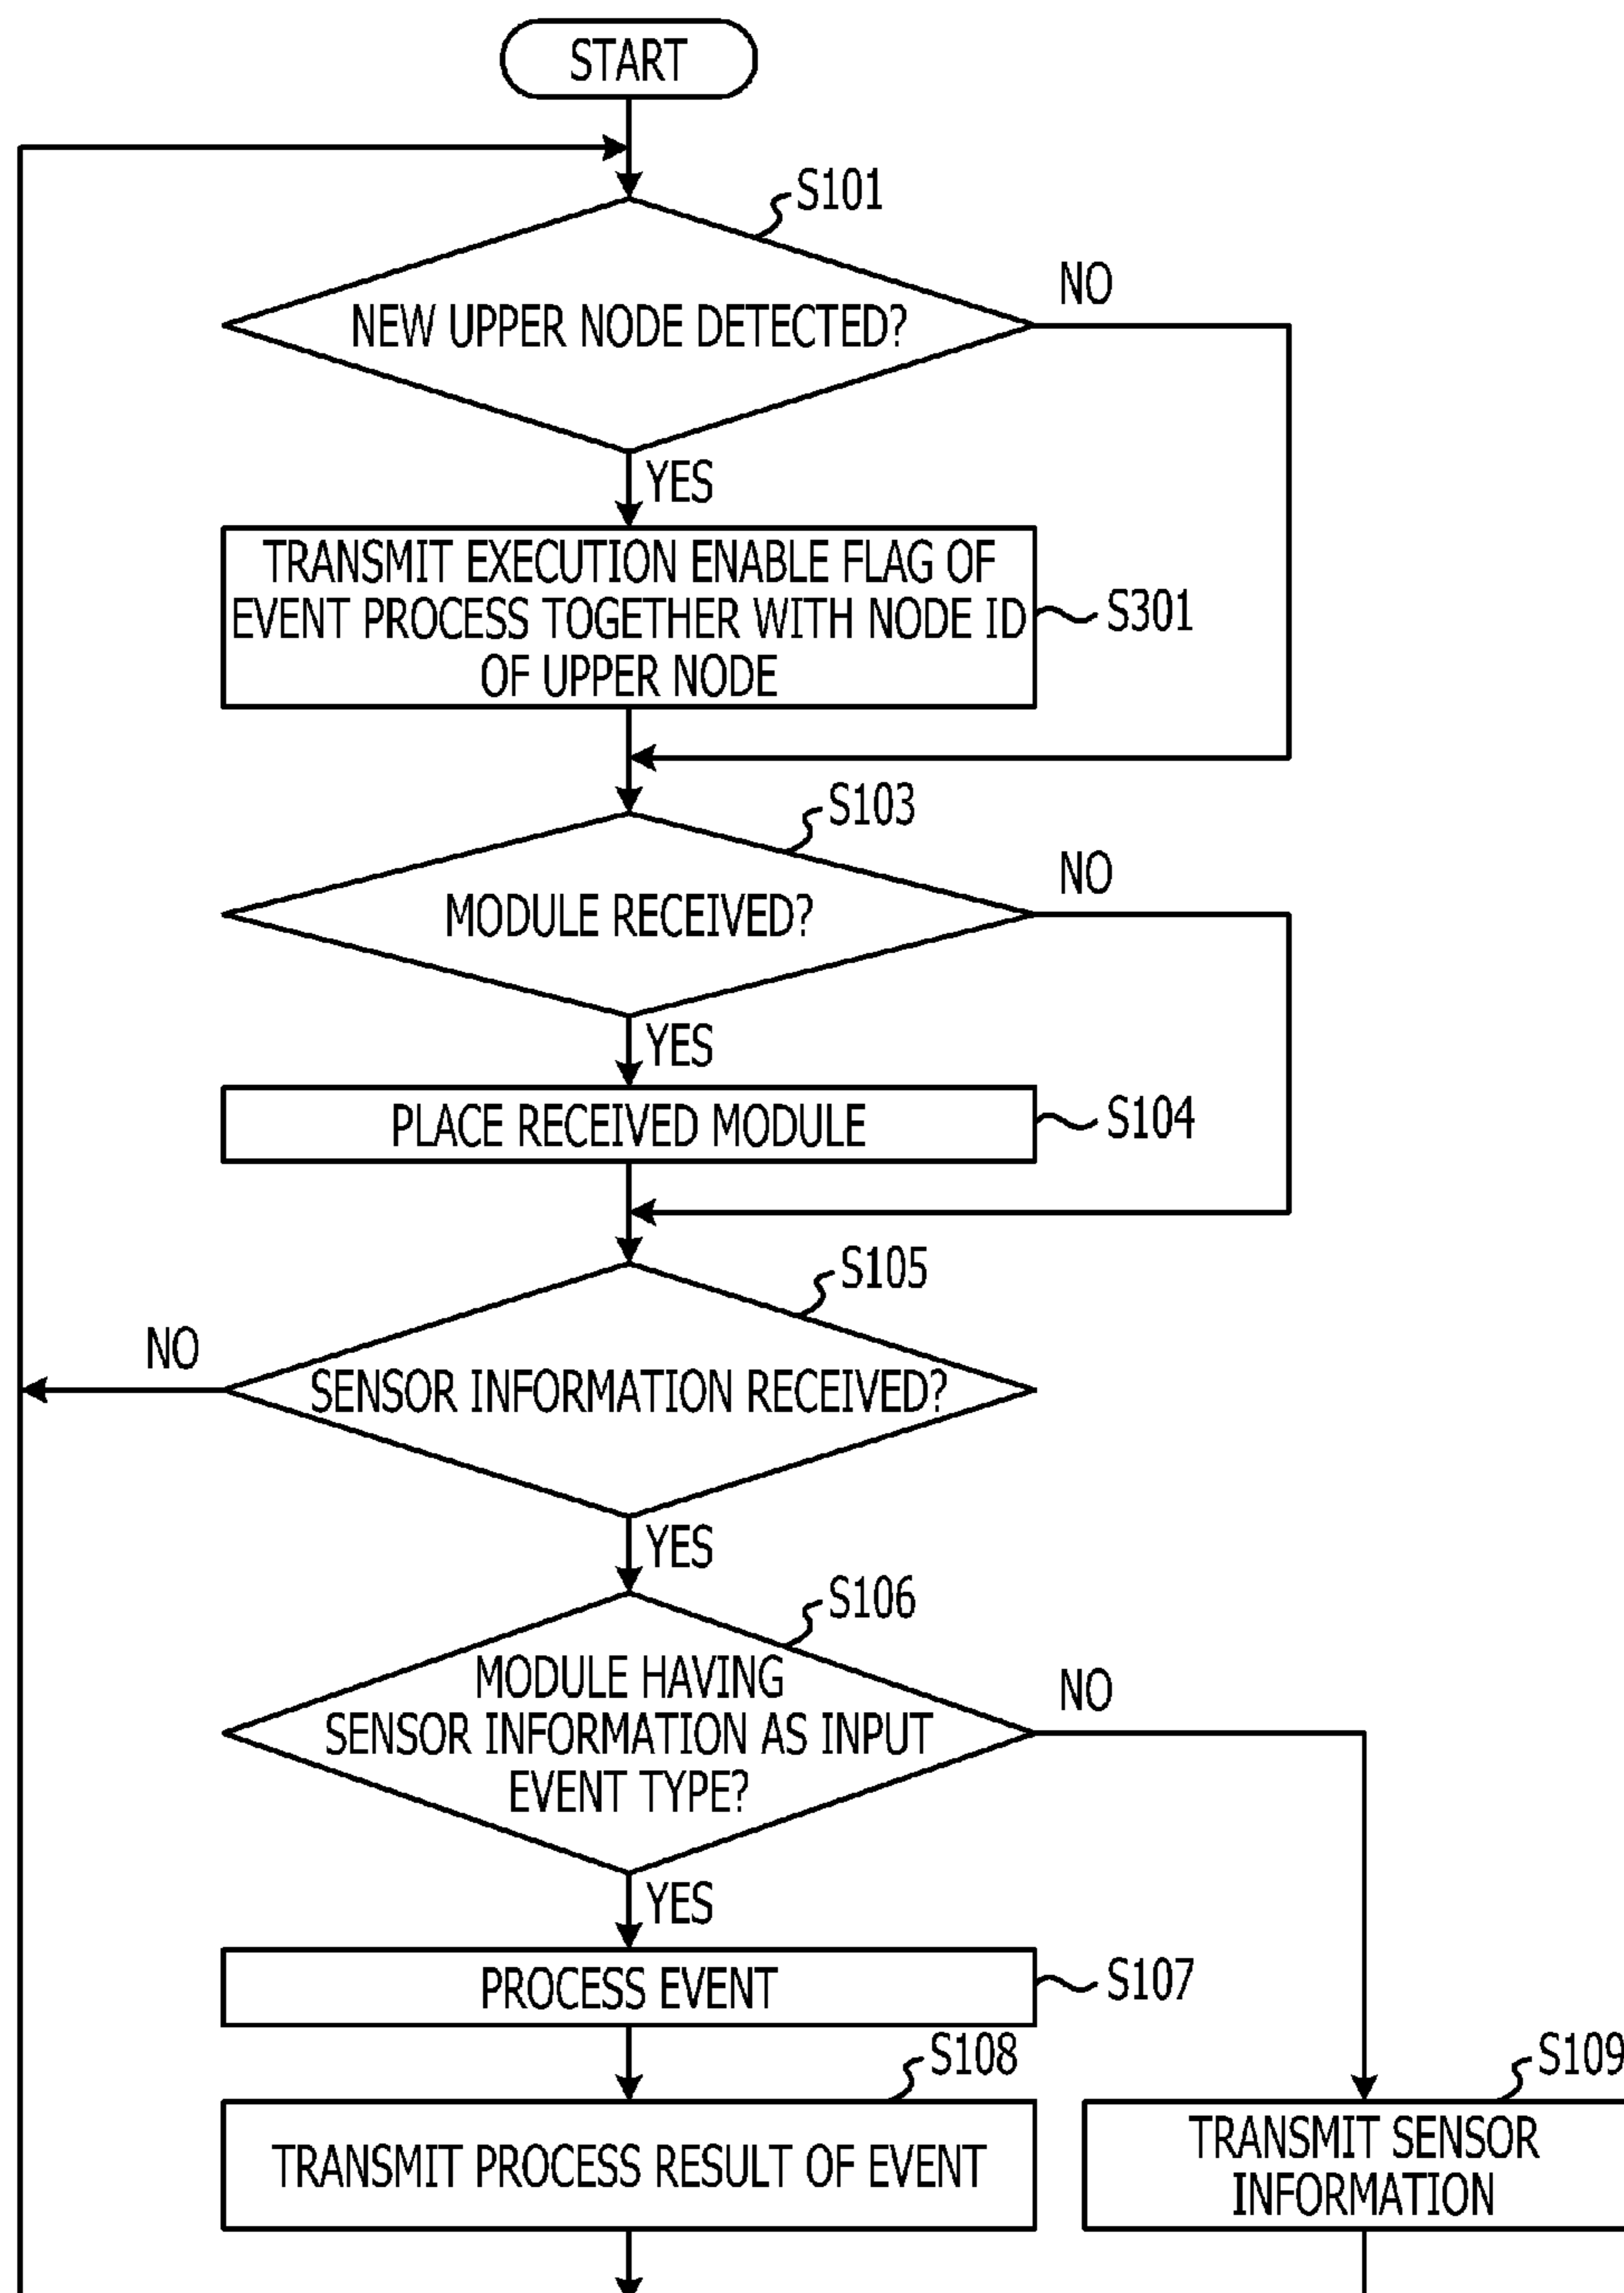 START
S101
NEW UPPER NODE DETECTED?
NO
YES
TRANSMIT EXECUTION ENABLE FLAG OF
EVENT PROCESS TOGETHER WITH NODE ID
OF UPPER NODE
S301
S103
MODULE RECEIVED?
NO
YES
PLACE RECEIVED MODULE
S104
S105
NO
SENSOR INFORMATION RECEIVED?
YES
S106
MODULE HAVING
SENSOR INFORMATION AS INPUT
EVENT TYPE?
NO
YES
PROCESS EVENT
S107
S108
TRANSMIT PROCESS RESULT OF EVENT
S109
TRANSMIT SENSOR
INFORMATION